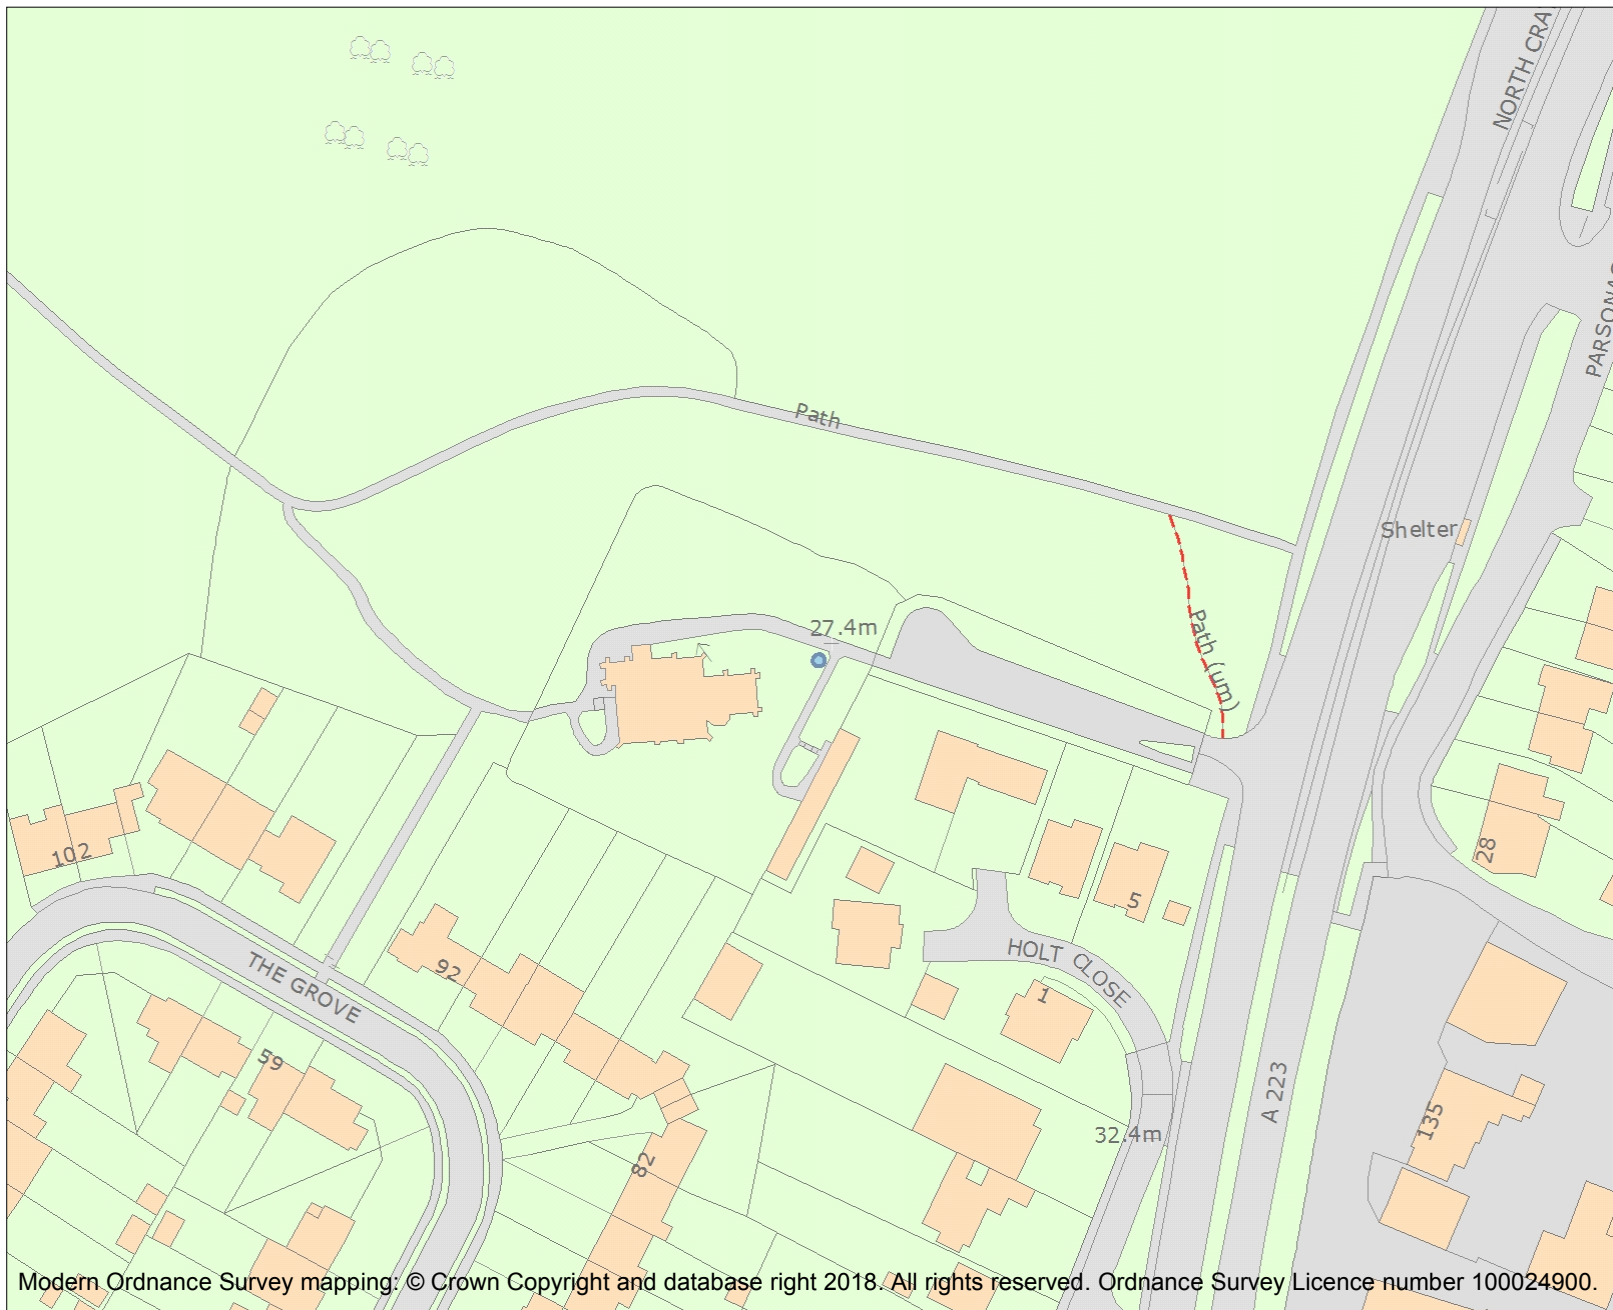 NORTH CRA
PARSONA
Path
Shelter
Path (um)
27.4m
102
5
28
HOLT CLOSE
92
THE GROVE
1
59
A 223
135
32.4m
82
Modern Ordnance Survey mapping: © Crown Copyright and database right 2018. All rights reserved. Ordnance Survey Licence number 100024900.